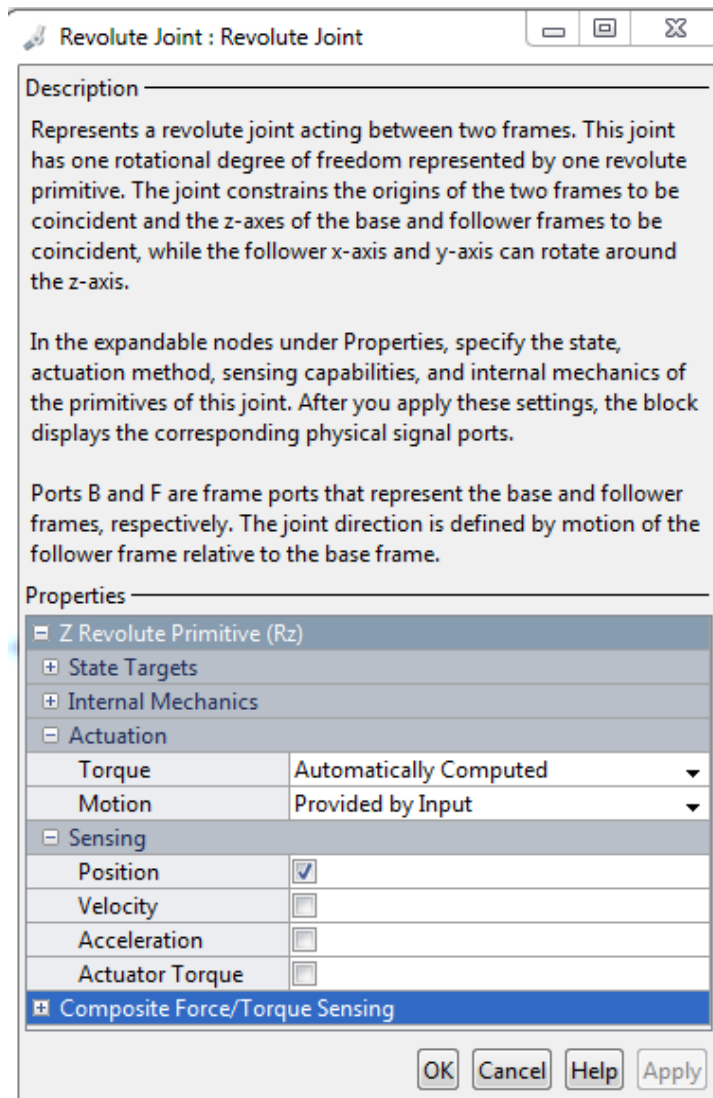 Revolute Joint : Revolute Joint
Description
Represents a revolute joint acting between two frames. This joint
has one rotational degree of freedom represented by one revolute
primitive. The joint constrains the origins of the two frames to be
coincident and the z-axes of the base and follower frames to be
coincident, while the follower x-axis and y-axis can rotate around
the z-axis.
In the expandable nodes under Properties, specify the state,
actuation method, sensing capabilities, and internal mechanics of
the primitives of this joint. After you apply these settings, the block
displays the corresponding physical signal ports.
Ports B and F are frame ports that represent the base and follower
frames, respectively. The joint direction is defined by motion of the
follower frame relative to the base frame.
Properties
Z Revolute Primitive (Rz)
State Targets
Internal Mechanics
Actuation
Torque Automatically Computed
Motion Provided by Input
Sensing
Position
Velocity
Acceleration
Actuator Torque
Composite Force/Torque Sensing
OK Cancel Help Apply